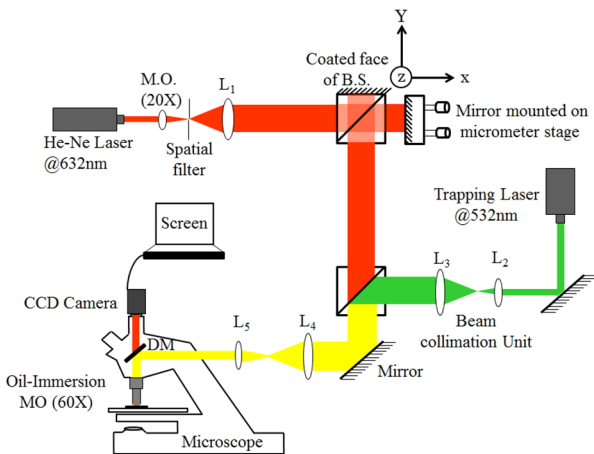 Y
Coated face
of B.S.
z
x
M.O.
(20X)
L1
He-Ne Laser
@632nm
Spatial
filter
Mirror mounted on
micrometer stage
Trapping Laser
@532nm
Screen
L3
L2
CCD Camera
DM
L5
L4
Beam
collimation Unit
Mirror
Oil-Immersion
MO (60X)
Microscope